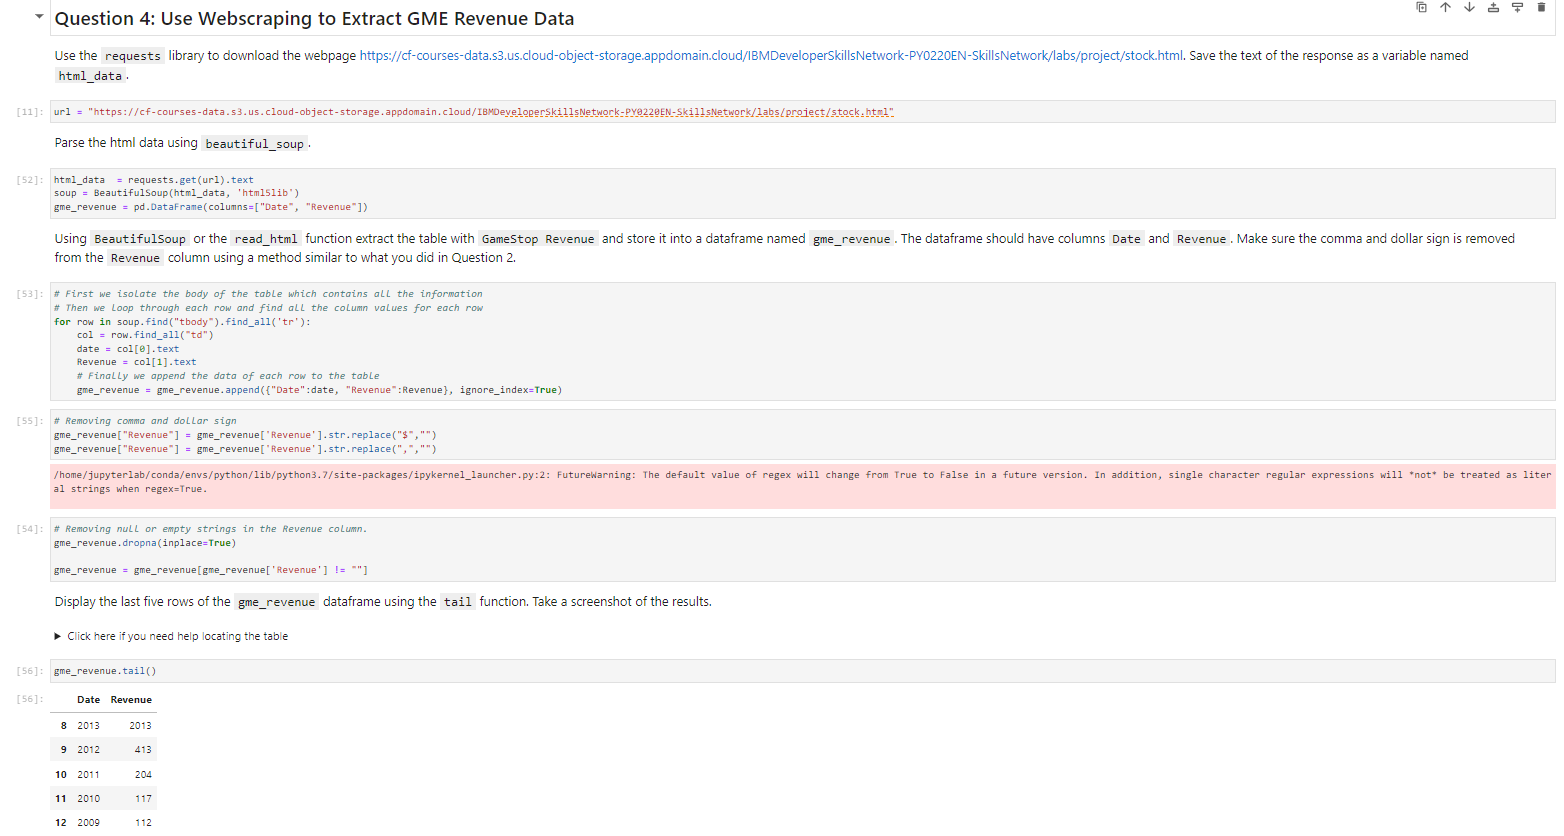 Question 4: Use Webscraping to Extract GME Revenue Data
Use the requests library to download the webpage https://cf-courses-data.s3.us.cloud-object-storage.appdomain.cloud/IBMDeveloperSkillsNetwork-PY0220EN-SkillsNetwork/labs/project/stock.html. Save the text of the response as a variable named
html_data .
[11]: url = "https://cf-courses-data.s3.us.cloud-object-storage.appdomain.cloud/IBMDeveloperSkillsNetwork-PY0220EN-SkillsNetwork/labs/project/stock.html"
Parse the html data using beautiful_soup .
[52]: html_data  = requests.get(url).text
soup = BeautifulSoup(html_data, 'html5lib')
gme_revenue = pd.DataFrame(columns=["Date", "Revenue"])
Using BeautifulSoup or the read_html function extract the table with GameStop Revenue and store it into a dataframe named gme_revenue . The dataframe should have columns Date and Revenue . Make sure the comma and dollar sign is removed
from the Revenue column using a method similar to what you did in Question 2.
[53]: # First we isolate the body of the table which contains all the information
# Then we loop through each row and find all the column values for each row
for row in soup.find("tbody").find_all('tr'):
    col = row.find_all("td")
    date = col[0].text
    Revenue = col[1].text
    # Finally we append the data of each row to the table
    gme_revenue = gme_revenue.append({"Date":date, "Revenue":Revenue}, ignore_index=True)
[55]: # Removing comma and dollar sign
gme_revenue["Revenue"] = gme_revenue['Revenue'].str.replace("$","")
gme_revenue["Revenue"] = gme_revenue['Revenue'].str.replace(",","")
/home/jupyterlab/conda/envs/python/lib/python3.7/site-packages/ipykernel_launcher.py:2: FutureWarning: The default value of regex will change from True to False in a future version. In addition, single character regular expressions will *not* be treated as liter
al strings when regex=True.
[54]: # Removing null or empty strings in the Revenue column.
gme_revenue.dropna(inplace=True)
gme_revenue = gme_revenue[gme_revenue['Revenue'] != ""]
Display the last five rows of the gme_revenue dataframe using the tail function. Take a screenshot of the results.
Click here if you need help locating the table
[56]: gme_revenue.tail()
[56]: Date Revenue
8 2013 2013
9 2012 413
10 2011 204
11 2010 117
12 2009 112